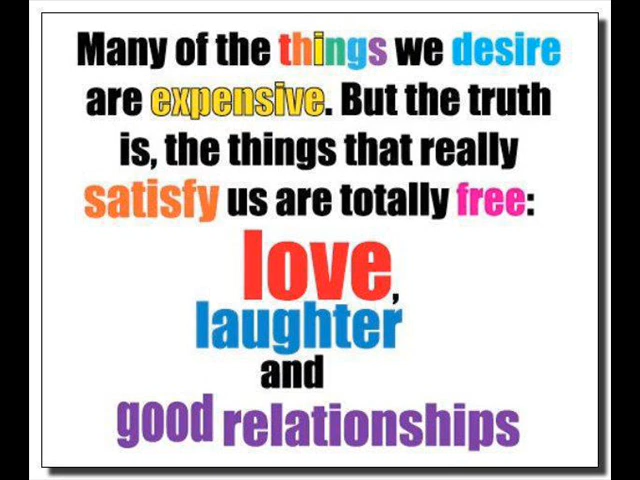 Many of the things we desire
are expensive. But the truth
is, the things that really
satisfy us are totally free:
love,
laughter
and
good relationships